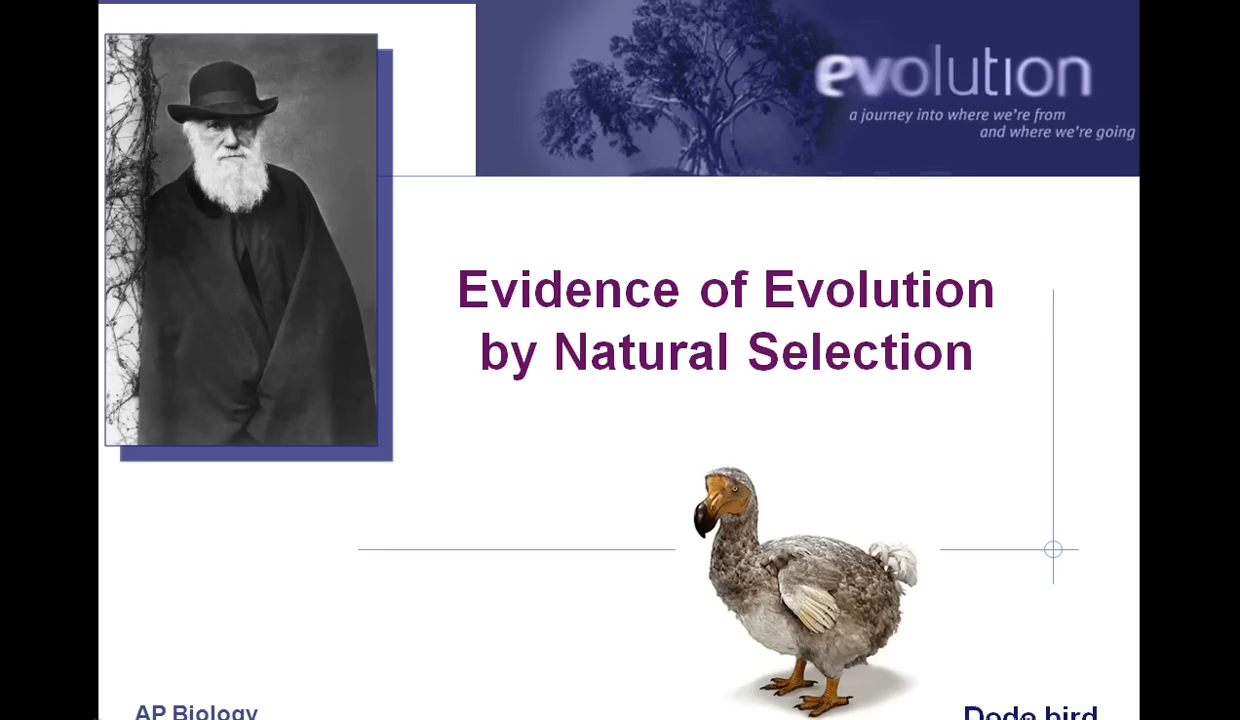 evolution
a journey into where we're from
and where we're going
Evidence of Evolution
by Natural Selection
AP Biology
Dodo bird